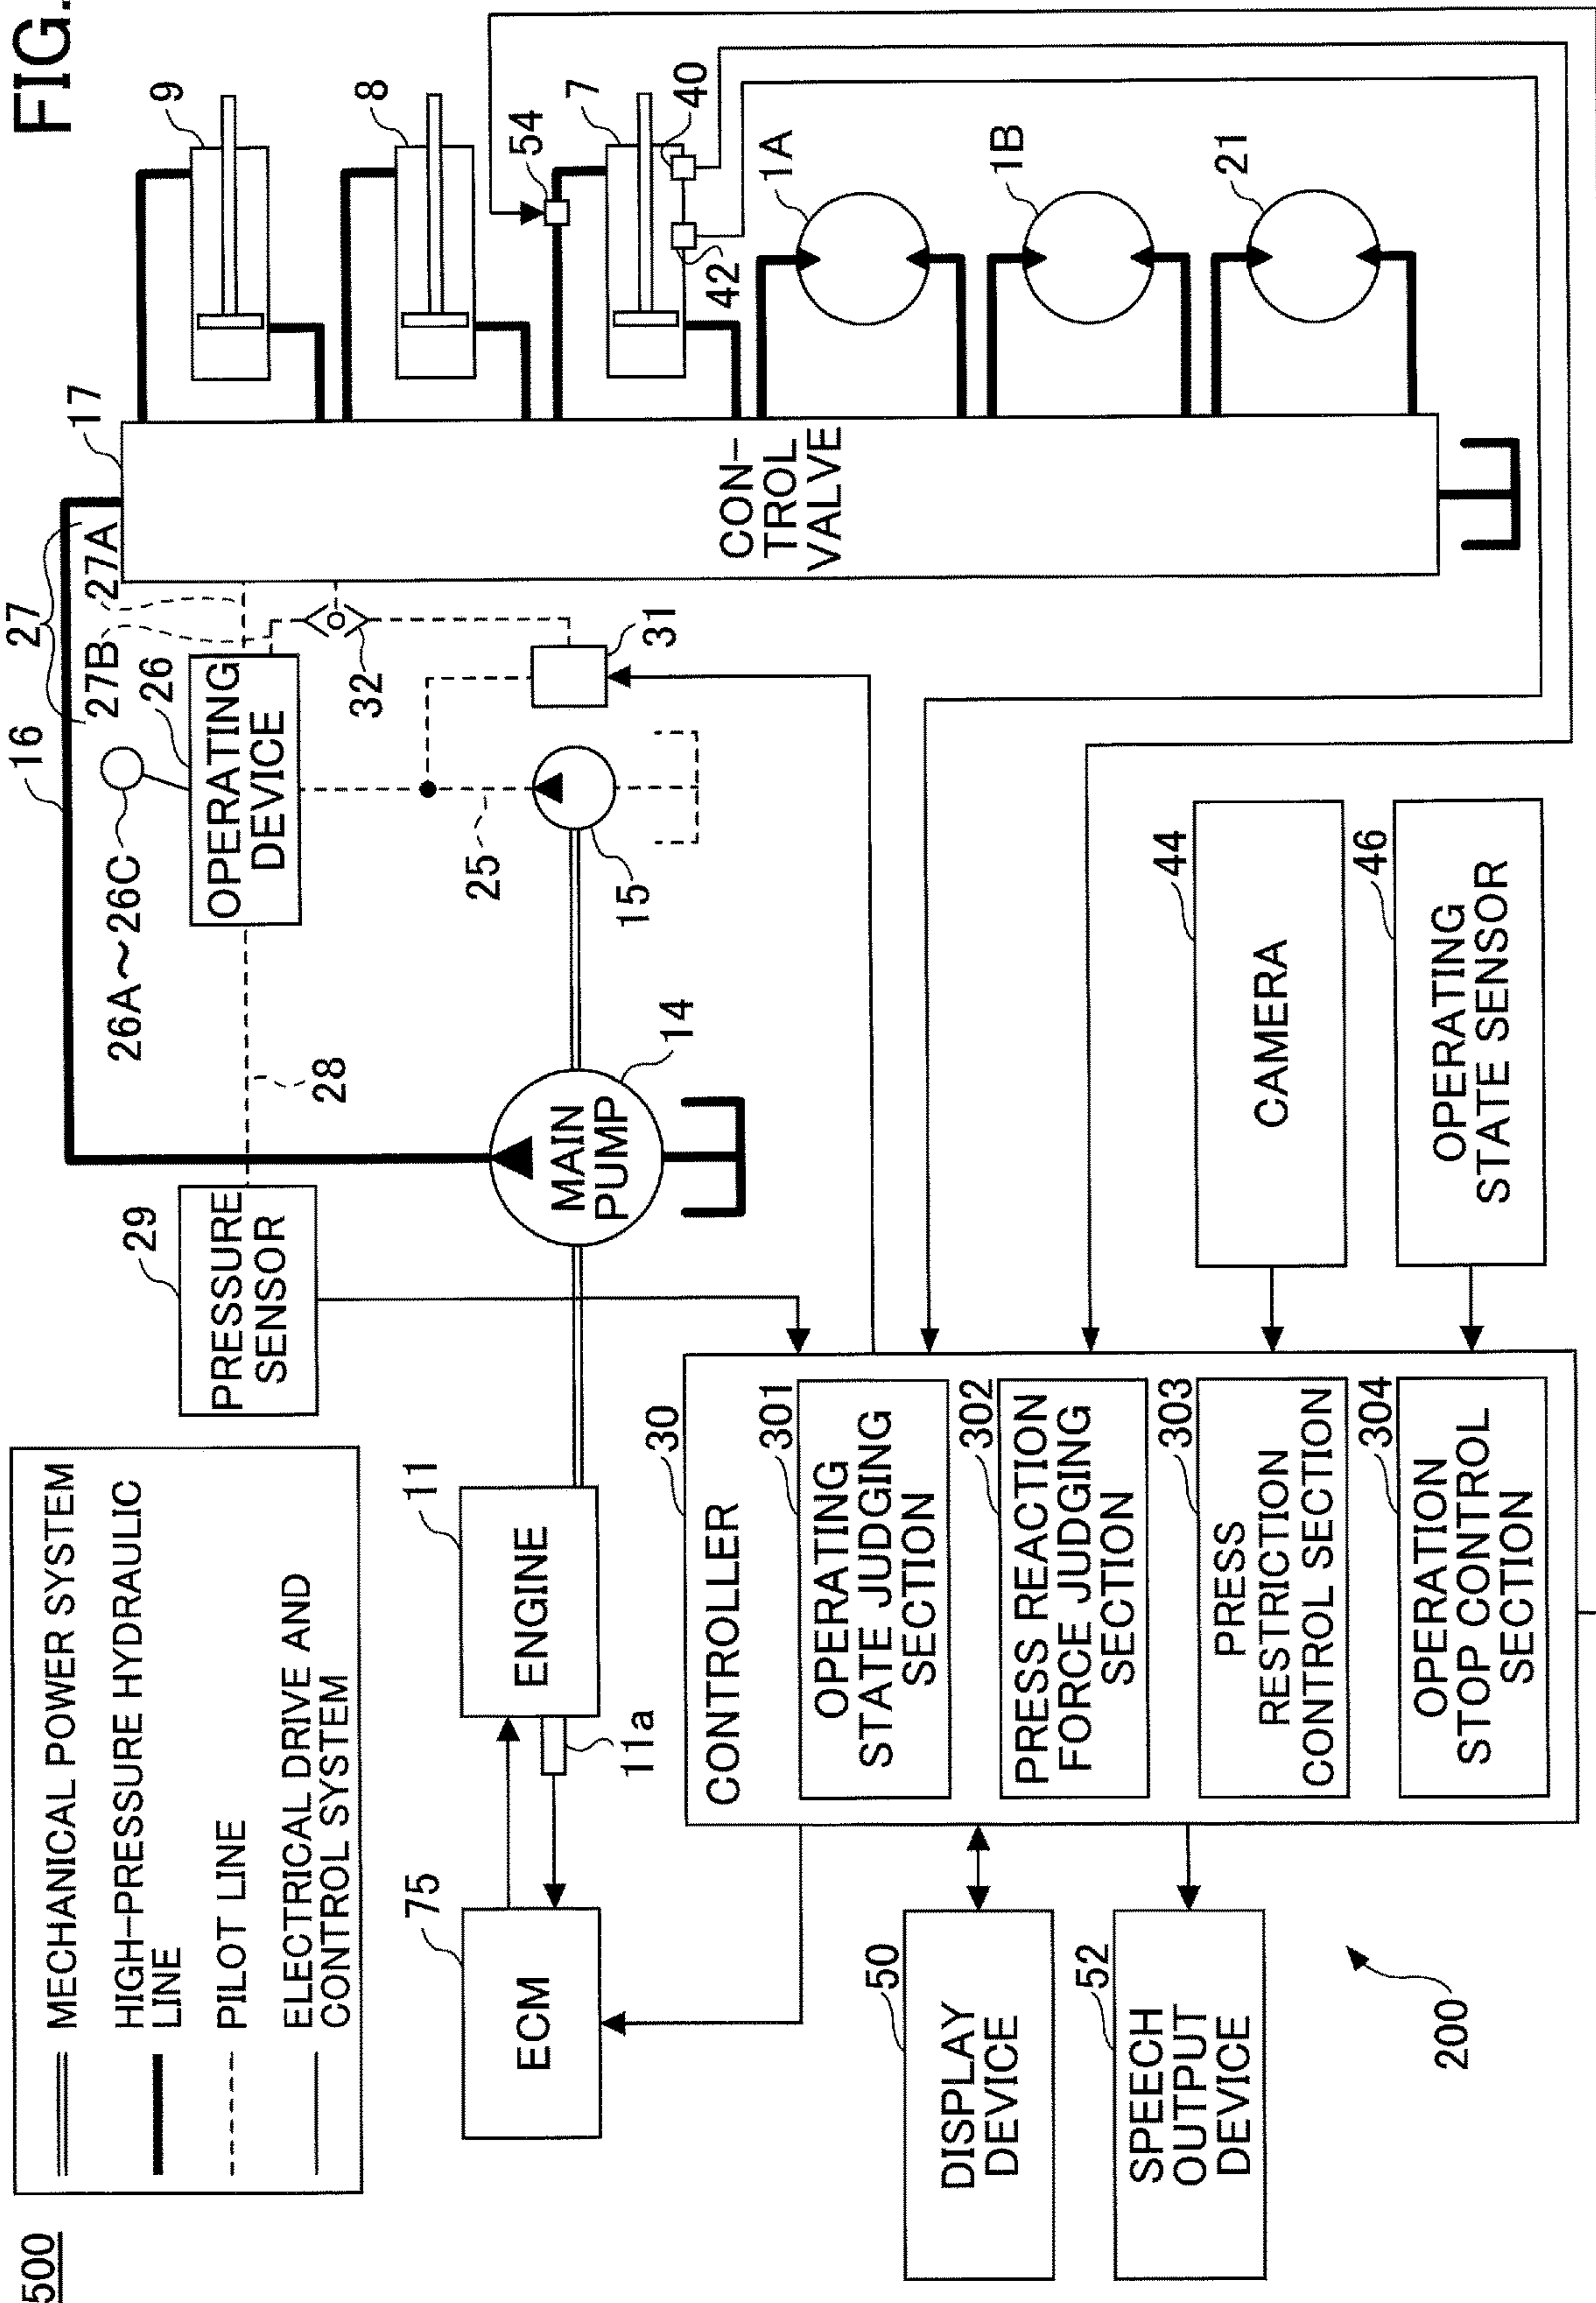 500
FIG.
MECHANICAL POWER SYSTEM
HIGH-PRESSURE HYDRAULIC
LINE
PILOT LINE
ELECTRICAL DRIVE AND
CONTROL SYSTEM
16
27
27B
27A
17
9
8
54
7
40
42
1A
1B
21
26A~26C
26
OPERATING
DEVICE
32
31
25
15
28
29
PRESSURE
SENSOR
14
MAIN
PUMP
CON-
TROL
VALVE
11
ENGINE
11a
75
ECM
30
CONTROLLER
301
OPERATING
STATE JUDGING
SECTION
302
PRESS REACTION
FORCE JUDGING
SECTION
303
PRESS
RESTRICTION
CONTROL SECTION
304
OPERATION
STOP CONTROL
SECTION
44
CAMERA
46
OPERATING
STATE SENSOR
50
DISPLAY
DEVICE
52
SPEECH
OUTPUT
DEVICE
200